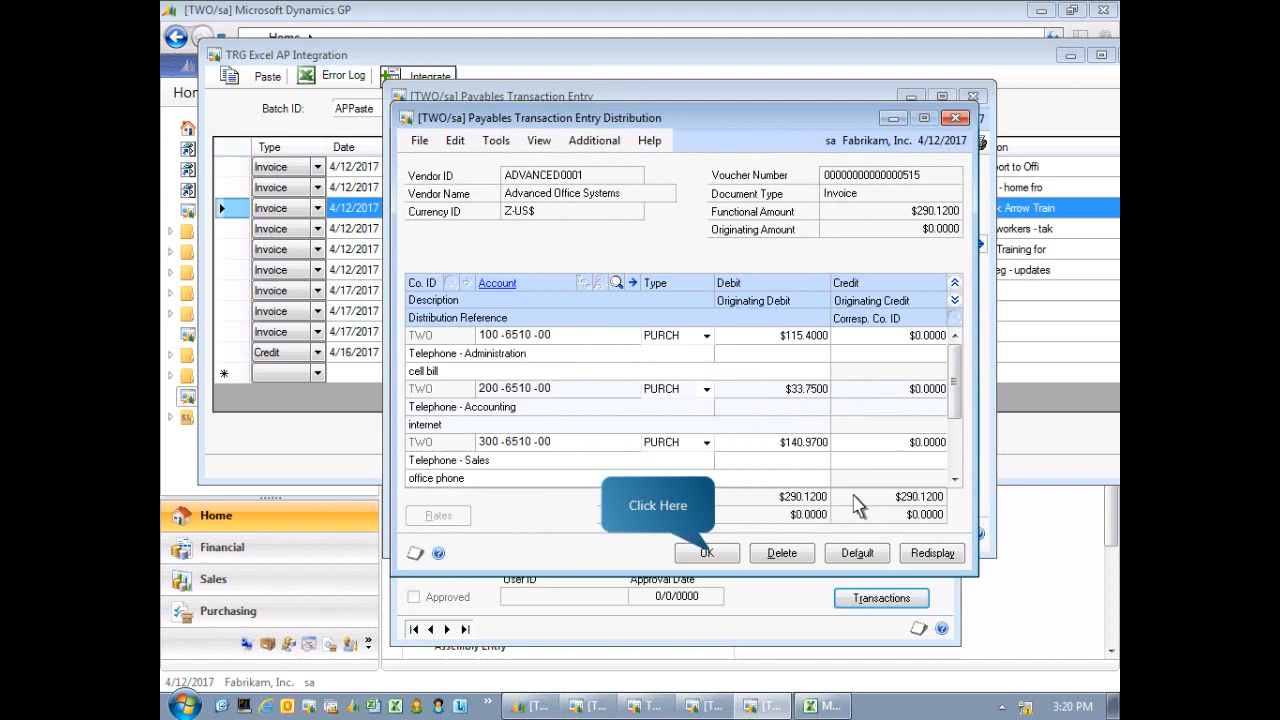 [TWO/sa] Microsoft Dynamics GP
Home
TRG Excel AP Integration
Paste Error Log Integrate
Batch ID: APPaste
Type Date
Invoice 4/12/2017
Invoice 4/12/2017
Invoice 4/12/2017
Invoice 4/12/2017
Invoice 4/12/2017
Invoice 4/12/2017
Invoice 4/17/2017
Invoice 4/17/2017
Invoice 4/17/2017
Credit 4/16/2017
port to Offi
- home fro
k Arrow Train
workers - tak
Training for
eg - updates
[TWO/sa] Payables Transaction Entry
[TWO/sa] Payables Transaction Entry Distribution
File Edit Tools View Additional Help sa Fabrikam, Inc. 4/12/2017
Vendor ID ADVANCED0001 Voucher Number 00000000000000515
Vendor Name Advanced Office Systems Document Type Invoice
Currency ID Z-US$ Functional Amount $290.1200
Originating Amount $0.0000
Co. ID Account Type Debit Credit
Description Originating Debit Originating Credit
Distribution Reference Corresp. Co. ID
TWO 100 -6510 -00 PURCH $115.4000 $0.0000
Telephone - Administration
cell bill
TWO 200 -6510 -00 PURCH $33.7500 $0.0000
Telephone - Accounting
internet
TWO 300 -6510 -00 PURCH $140.9700 $0.0000
Telephone - Sales
office phone
$290.1200 $290.1200
Rates $0.0000 $0.0000
Click Here
OK Delete Default Redisplay
User ID Approval Date
Approved 0/0/0000 Transactions
Assembly Entry
Home
Financial
Sales
Purchasing
4/12/2017 Fabrikam, Inc. sa
[T... [T... T... [T... [T... M... 3:20 PM